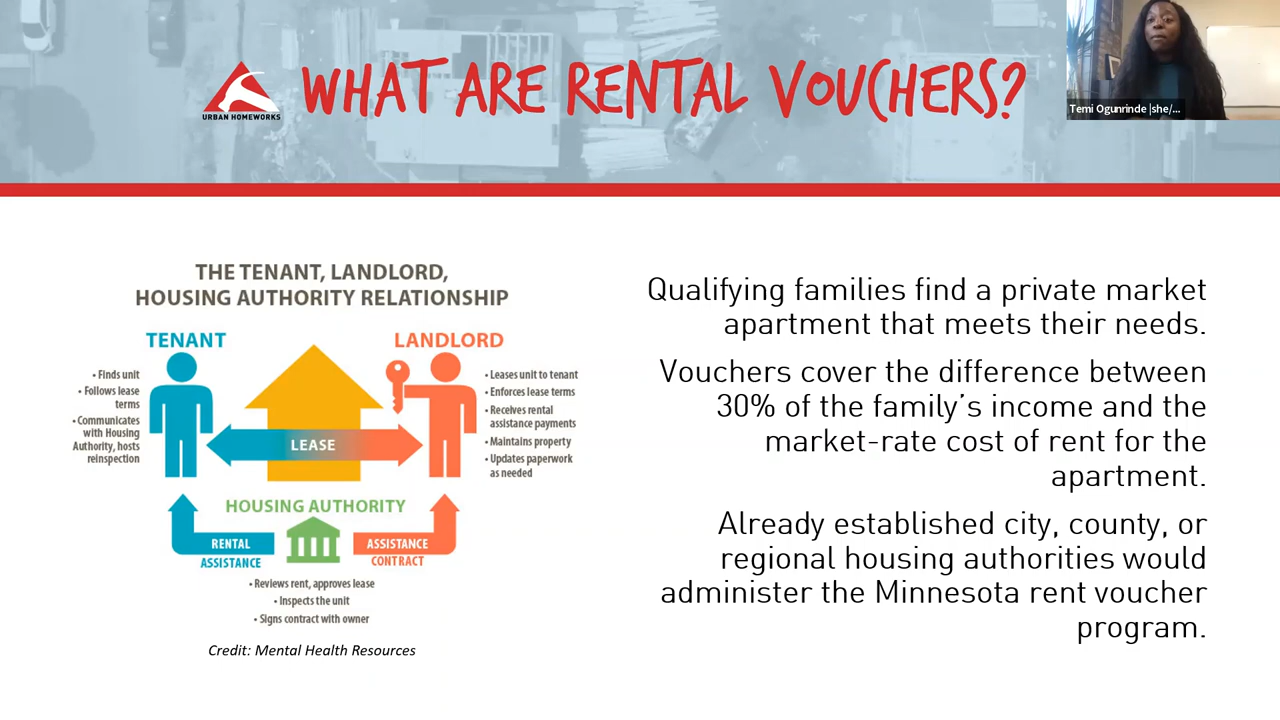 URBAN HOMEWORKS
WHAT ARE RENTAL VOUCHERS?
Temi Ogunrinde |she/...
THE TENANT, LANDLORD,
HOUSING AUTHORITY RELATIONSHIP
TENANT
• Finds unit
• Follows lease
terms
• Communicates
with Housing
Authority, hosts
reinspection
LANDLORD
• Leases unit to tenant
• Enforces lease terms
• Receives rental
assistance payments
• Maintains property
• Updates paperwork
as needed
LEASE
HOUSING AUTHORITY
RENTAL
ASSISTANCE
ASSISTANCE
CONTRACT
• Reviews rent, approves lease
• Inspects the unit
• Signs contract with owner
Credit: Mental Health Resources
Qualifying families find a private market
apartment that meets their needs.
Vouchers cover the difference between
30% of the family's income and the
market-rate cost of rent for the
apartment.
Already established city, county, or
regional housing authorities would
administer the Minnesota rent voucher
program.